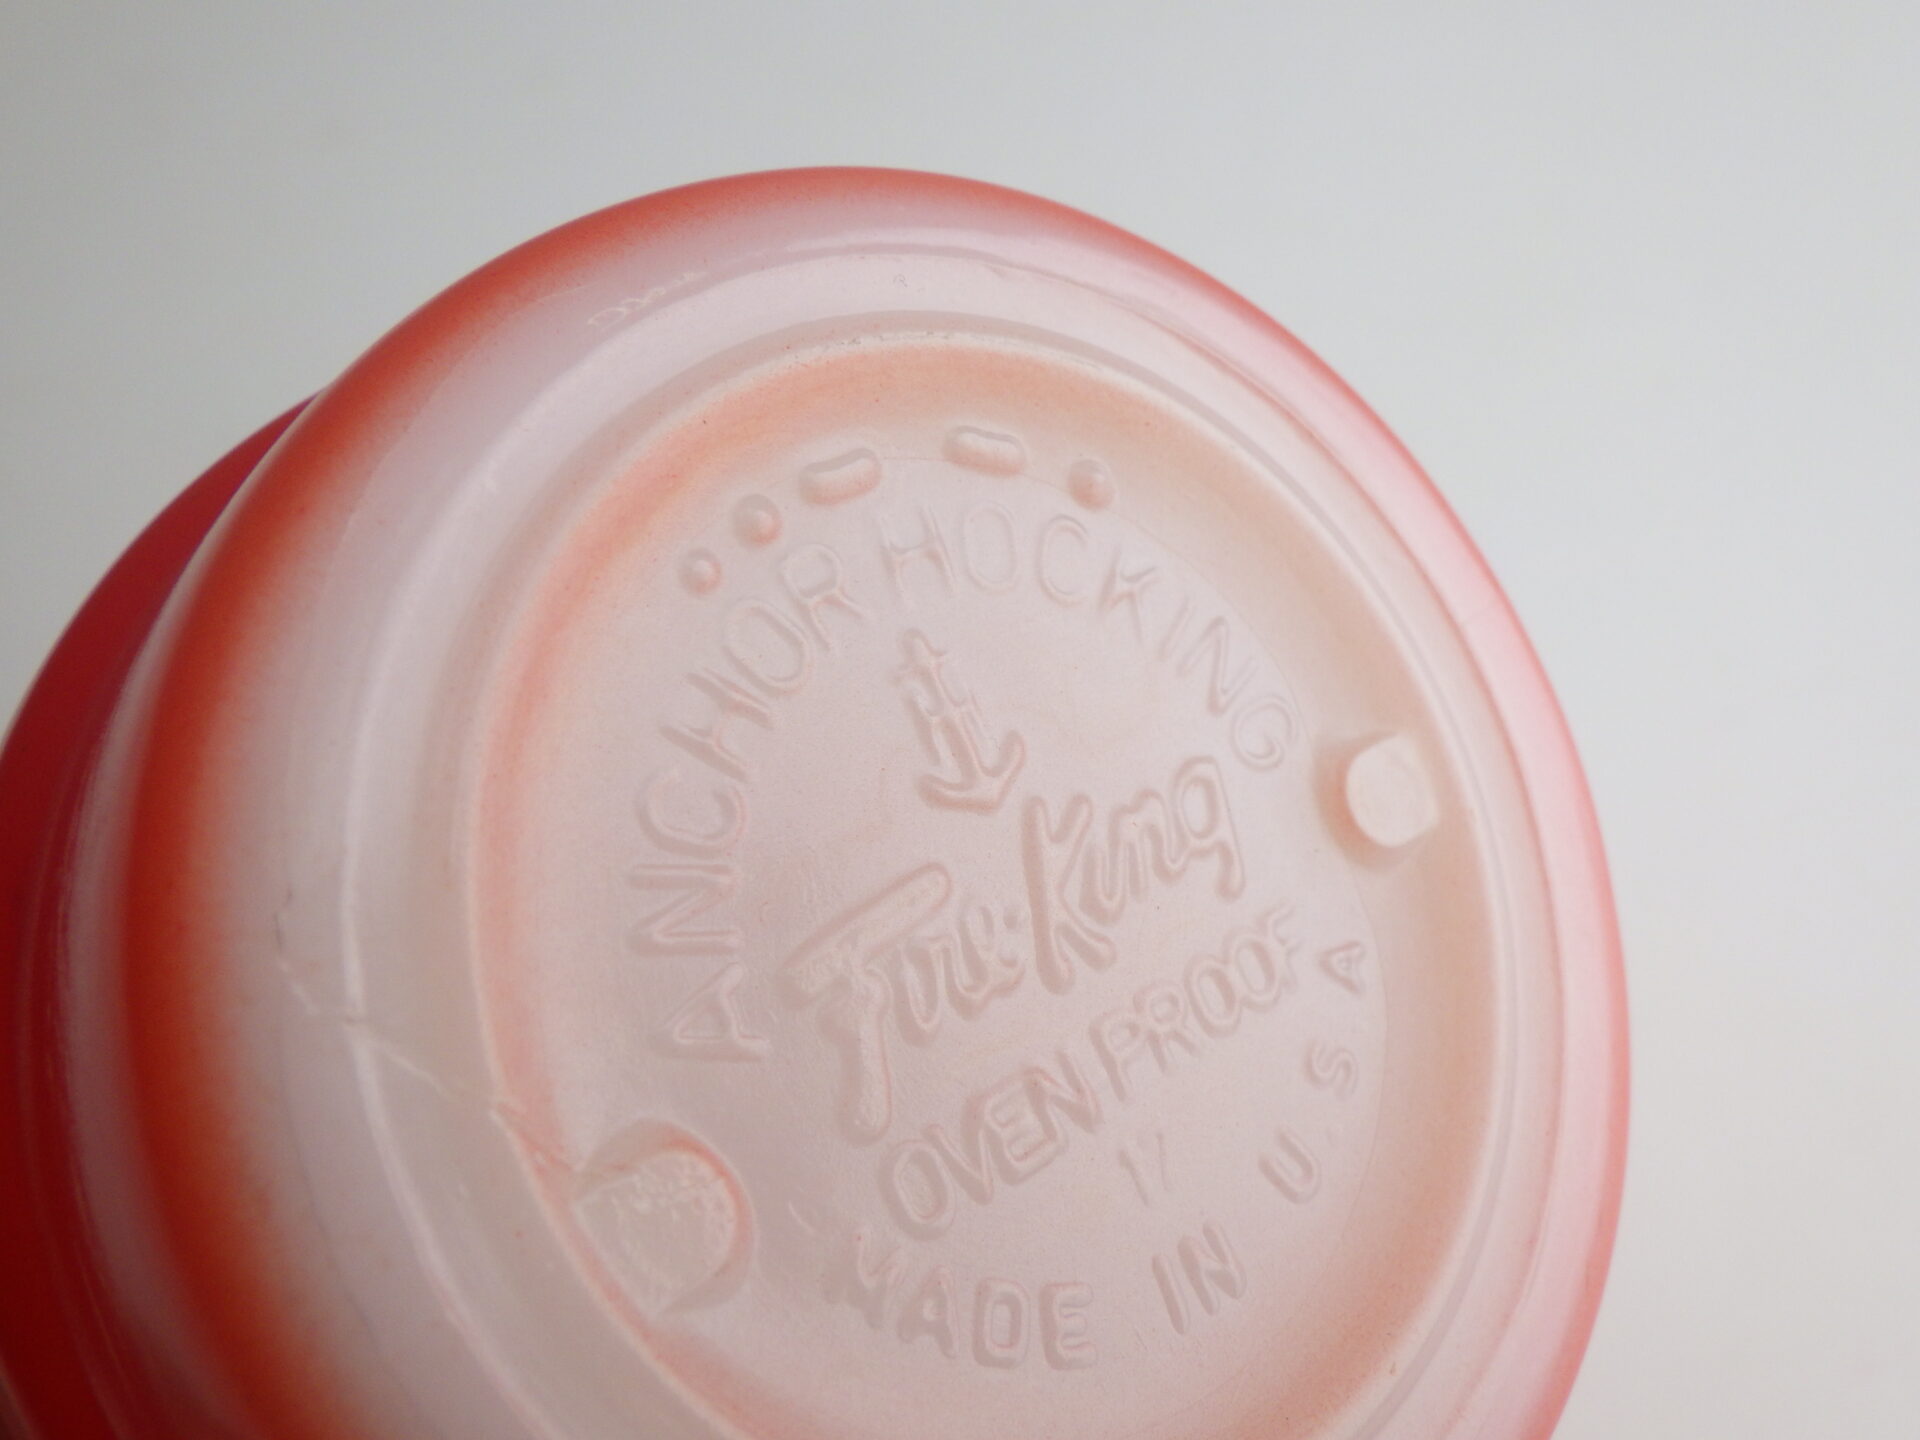 ANCHOR HOCKING
Fire-King
OVEN PROOF
17
MADE IN U.S.A